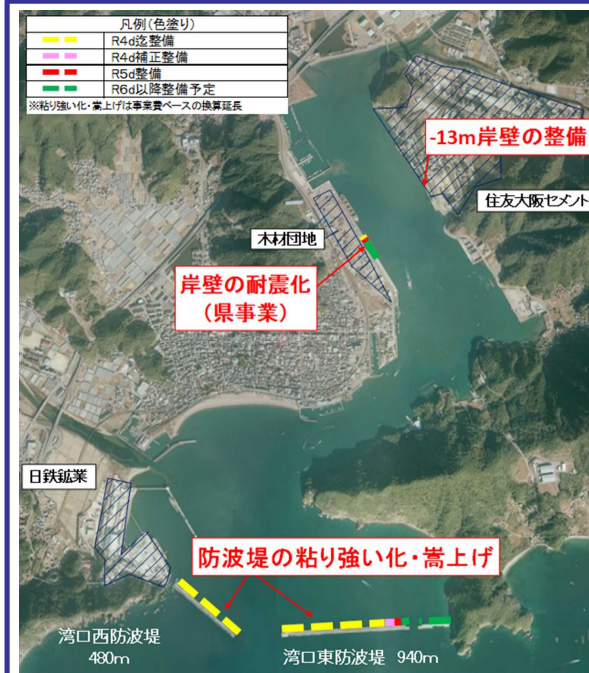 凡例(色塗り)
R4d迄整備
R4d補正整備
R5d整備
R6d以降整備予定
※粘り強い化・嵩上げは事業費ベースの換算延長
-13m岸壁の整備
住友大阪セメント
木材団地
岸壁の耐震化
(県事業)
日鉄鉱業
防波堤の粘り強い化・嵩上げ
湾口西防波堤
480m
湾口東防波堤 940m